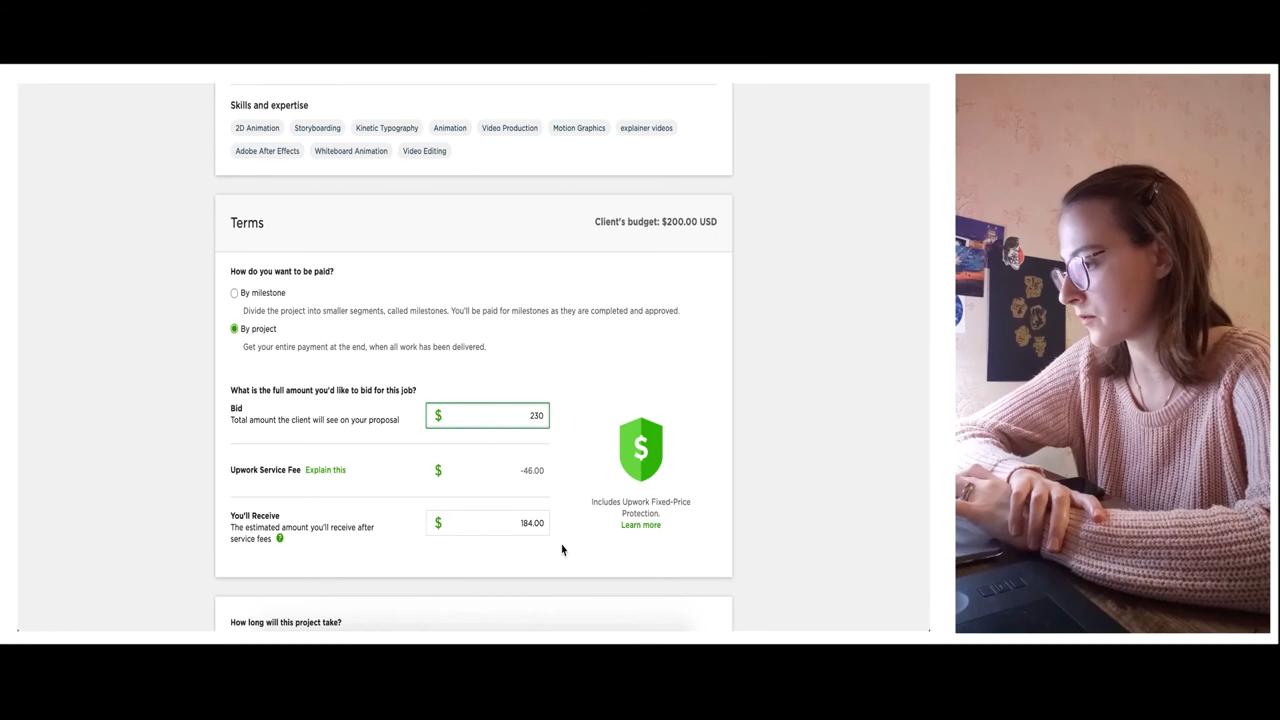 Skills and expertise
2D Animation Storyboarding Kinetic Typography Animation Video Production Motion Graphics explainer videos
Adobe After Effects Whiteboard Animation Video Editing
Terms
Client's budget: $200.00 USD
How do you want to be paid?
By milestone
Divide the project into smaller segments, called milestones. You'll be paid for milestones as they are completed and approved.
By project
Get your entire payment at the end, when all work has been delivered.
What is the full amount you'd like to bid for this job?
Bid
Total amount the client will see on your proposal
$ 230
Upwork Service Fee Explain this
$ -46.00
You'll Receive
The estimated amount you'll receive after
service fees ?
$ 184.00
$
Includes Upwork Fixed-Price
Protection.
Learn more
How long will this project take?